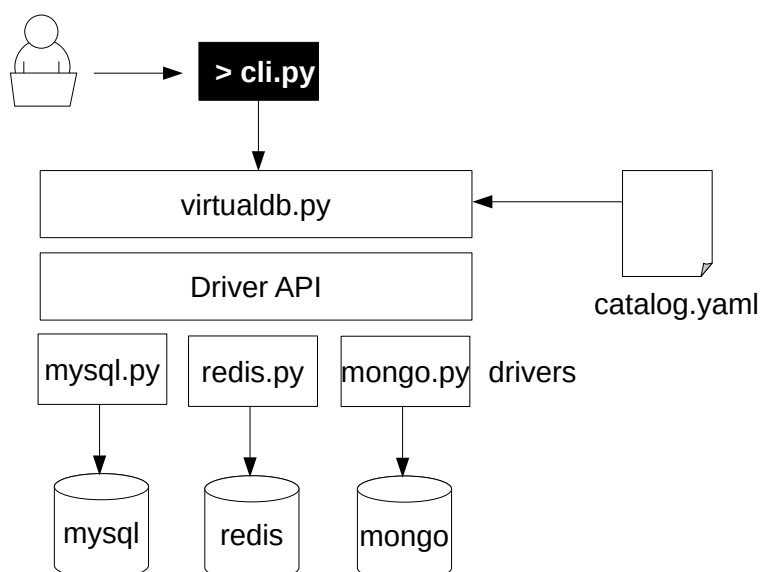 > cli.py
virtualdb.py
Driver API
catalog.yaml
mysql.py
redis.py
mongo.py
drivers
mysql
redis
mongo